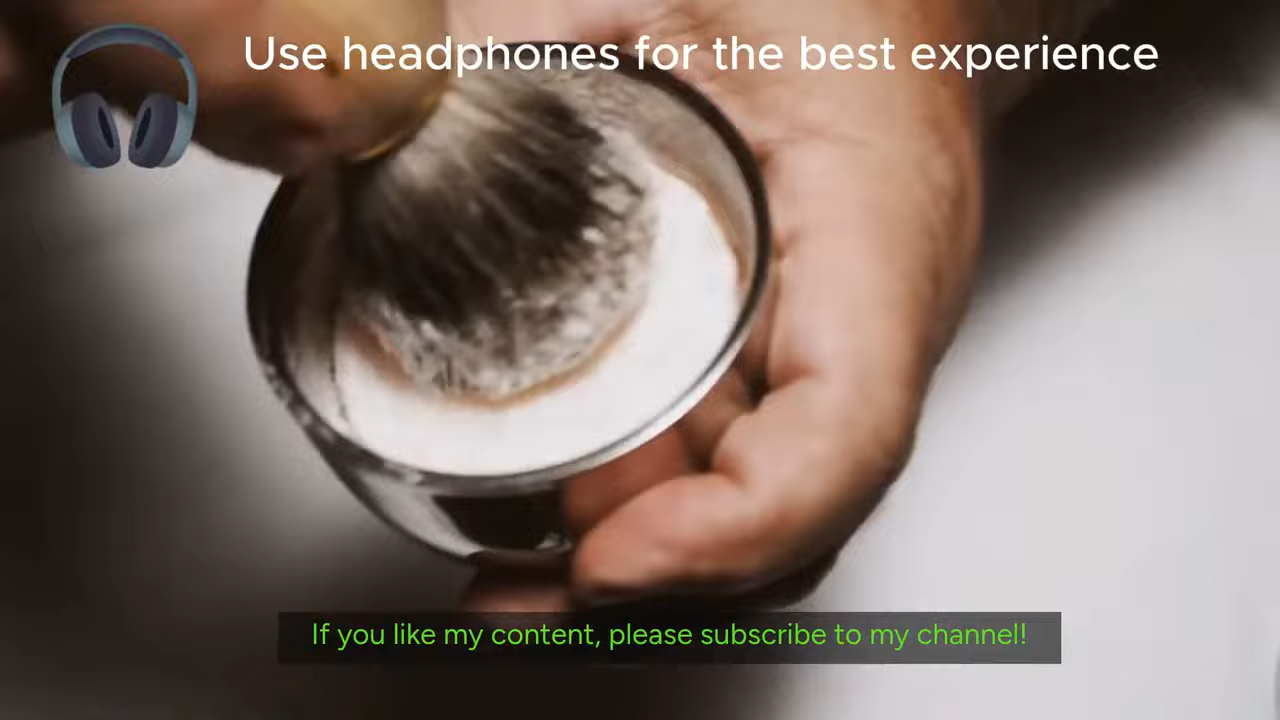 Use headphones for the best experience
If you like my content, please subscribe to my channel!